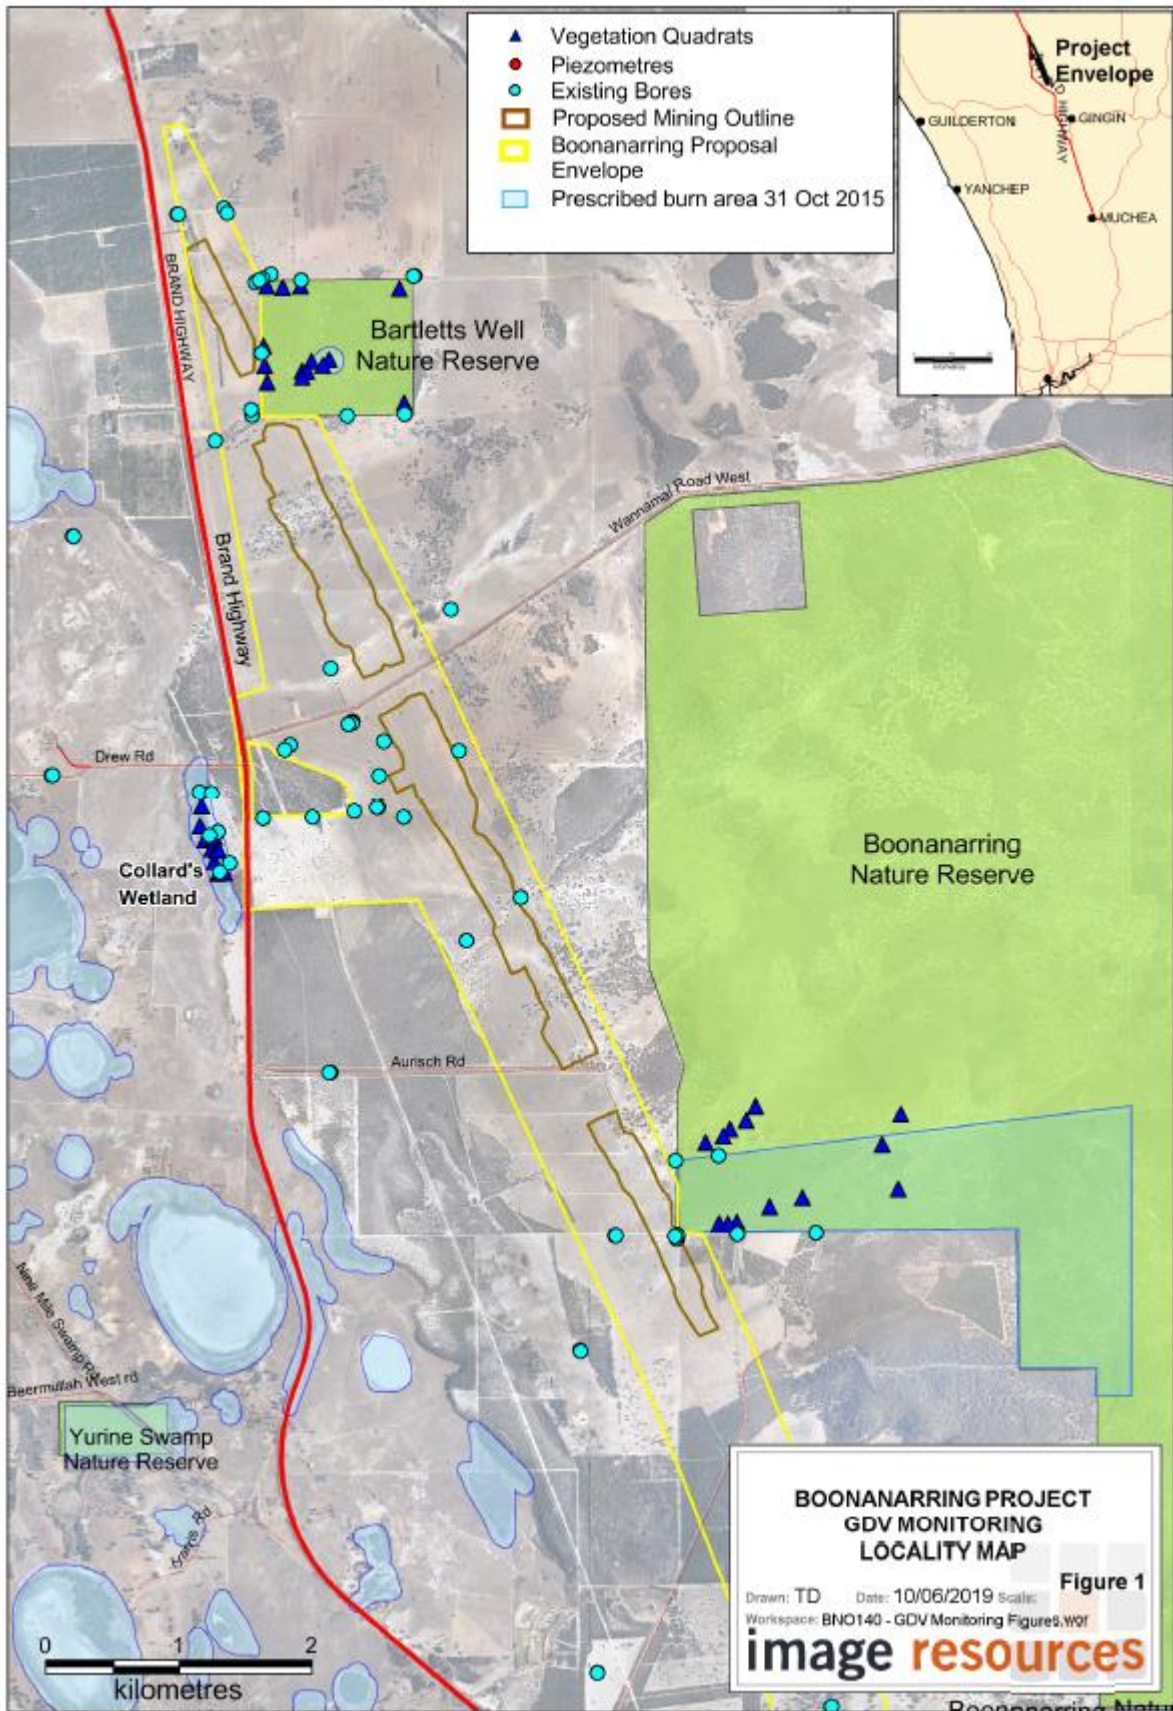 Vegetation Quadrats
Piezometres
Existing Bores
Proposed Mining Outline
Boonanarring Proposal
Envelope
Prescribed burn area 31 Oct 2015
Project
Envelope
GUILDERTON
GINGIN
HIGHWAY
YANCHEP
MUCHEA
BRAND HIGHWAY
Bartletts Well
Nature Reserve
Wannamal Road West
Brand Highway
Drew Rd
Collard's
Wetland
Boonanarring
Nature Reserve
Aurisch Rd
Nine Mile Swamp Rd
Beermullah West rd
Yurine Swamp
Nature Reserve
BOONANARRING PROJECT
GDV MONITORING
LOCALITY MAP
Figure 1
Drawn: TD Date: 10/06/2019 Scale:
Workspace: BNO140 - GDV Monitoring Figures.wor
image resources
0 1 2
kilometres
Boonanarring Natur